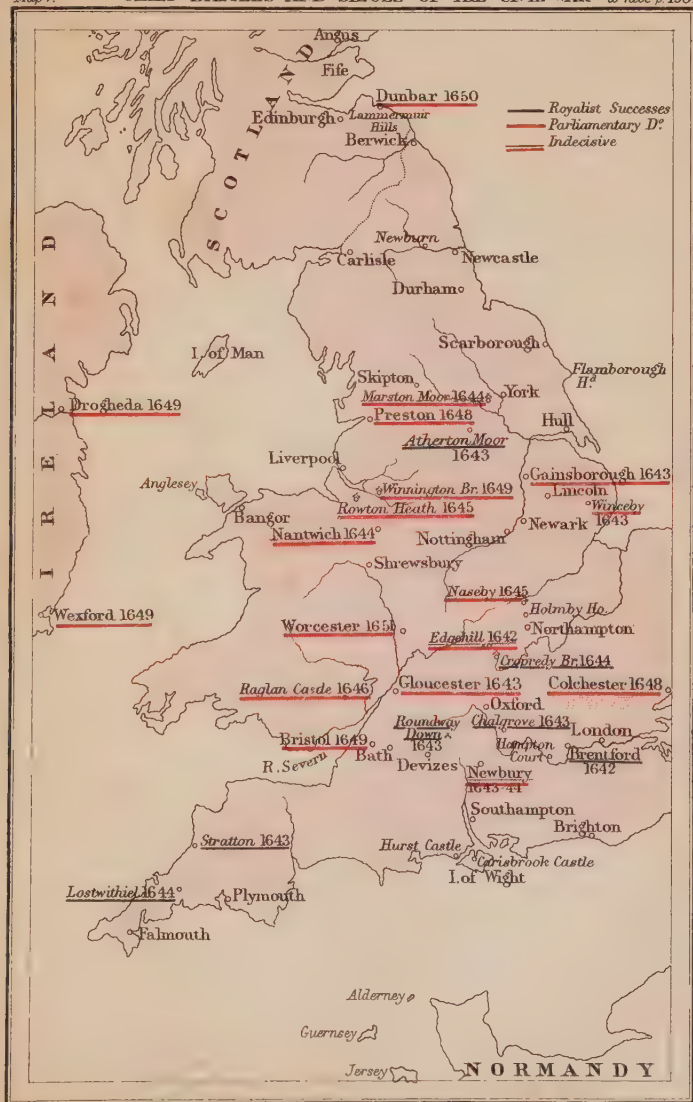 CHIEF BATTLES AND SIEGES OF THE CIVIL WAR
Angus
Fife
SCOTLAND
Dunbar 1650
Edinburgh
Lammermuir
Hills
Berwick
Royalist Successes
Parliamentary Dº
Indecisive
Newburn
Carlisle
Newcastle
Durham
I. of Man
Scarborough
Flamborough
Hd
Skipton
Marston Moor 1644
York
IRELAND
Drogheda 1649
Preston 1648
Hull
Atherton Moor
1643
Liverpool
Gainsborough 1643
Anglesey
Winnington Br. 1649
Lincoln
Winceby
1643
Bangor
Rowton Heath 1645
Newark
Nantwich 1644
Nottingham
Shrewsbury
Naseby 1645
Holmby Ho.
Wexford 1649
Worcester 1651
Northampton
Edgehill 1642
Cropredy Br. 1644
Raglan Castle 1646
Gloucester 1643
Colchester 1648
Oxford
Roundway
Down
1643
Chalgrove 1643
London
Bristol 1649
Hampton
Court
Brentford
1642
R. Severn
Bath
Devizes
Newbury
1643-44
Southampton
Brighton
Stratton 1643
Hurst Castle
Carisbrook Castle
I. of Wight
Lostwithiel 1644
Plymouth
Falmouth
Alderney
Guernsey
Jersey
NORMANDY